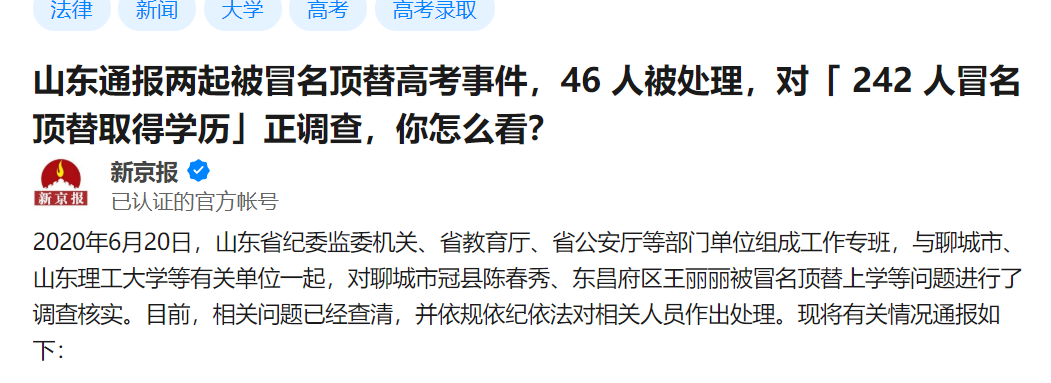 法律 新闻 大学 高考 高考录取
山东通报两起被冒名顶替高考事件，46 人被处理，对「 242 人冒名
顶替取得学历」正调查，你怎么看？
新京报
新京报
已认证的官方帐号
2020年6月20日，山东省纪委监委机关、省教育厅、省公安厅等部门单位组成工作专班，与聊城市、
山东理工大学等有关单位一起，对聊城市冠县陈春秀、东昌府区王丽丽被冒名顶替上学等问题进行了
调查核实。目前，相关问题已经查清，并依规依纪依法对相关人员作出处理。现将有关情况通报如
下：